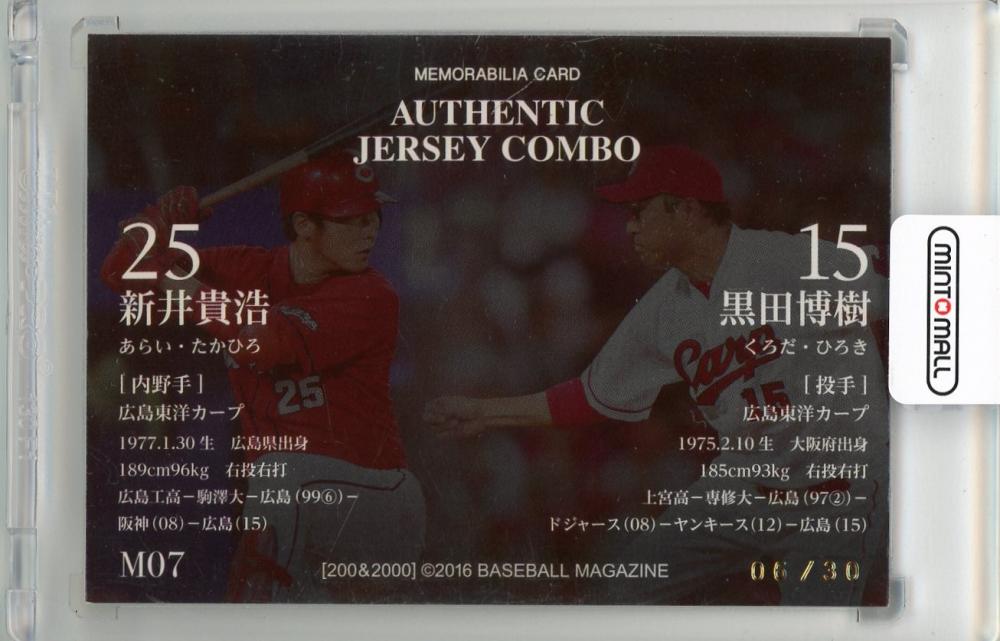 MEMORABILIA CARD
AUTHENTIC
JERSEY COMBO
25
新井貴浩
あらい・たかひろ
[内野手]
広島東洋カープ
1977.1.30生 広島県出身
189cm96kg 右投右打
広島工高−駒澤大−広島(99⑥)−
阪神(08)−広島(15)
M07
15
黒田博樹
くろだ・ひろき
[投手]
広島東洋カープ
1975.2.10生 大阪府出身
185cm93kg 右投右打
上宮高−専修大−広島(97②)−
ドジャース(08)−ヤンキース(12)−広島(15)
[200&2000] ©2016 BASEBALL MAGAZINE
06/30
25
Carp
15
MINT MALL